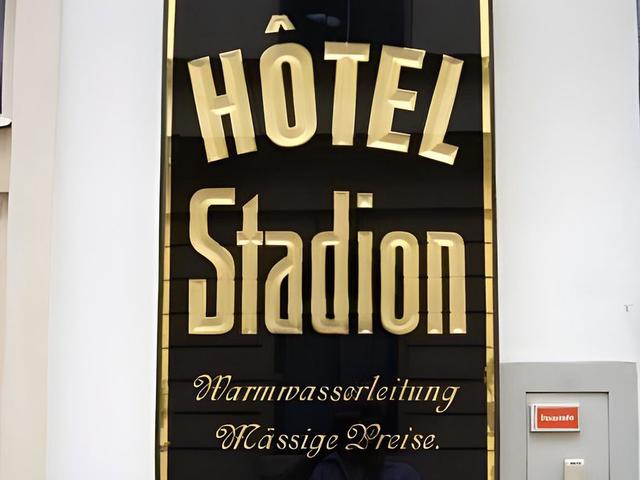 HÔTEL
Stadion
Warmwasserleitung
Mässige Preise.